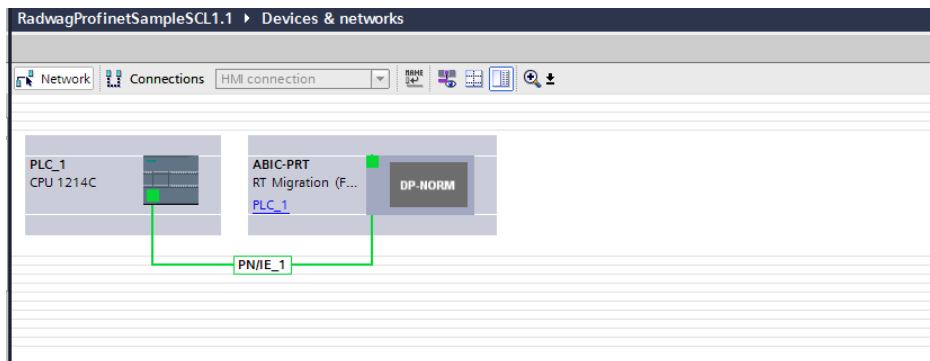 RadwagProfinetSampleSCL1.1 ▸ Devices & networks
Network Connections HMI connection
PLC_1
CPU 1214C
ABIC-PRT
RT Migration (F...
PLC_1
DP-NORM
PN/IE_1